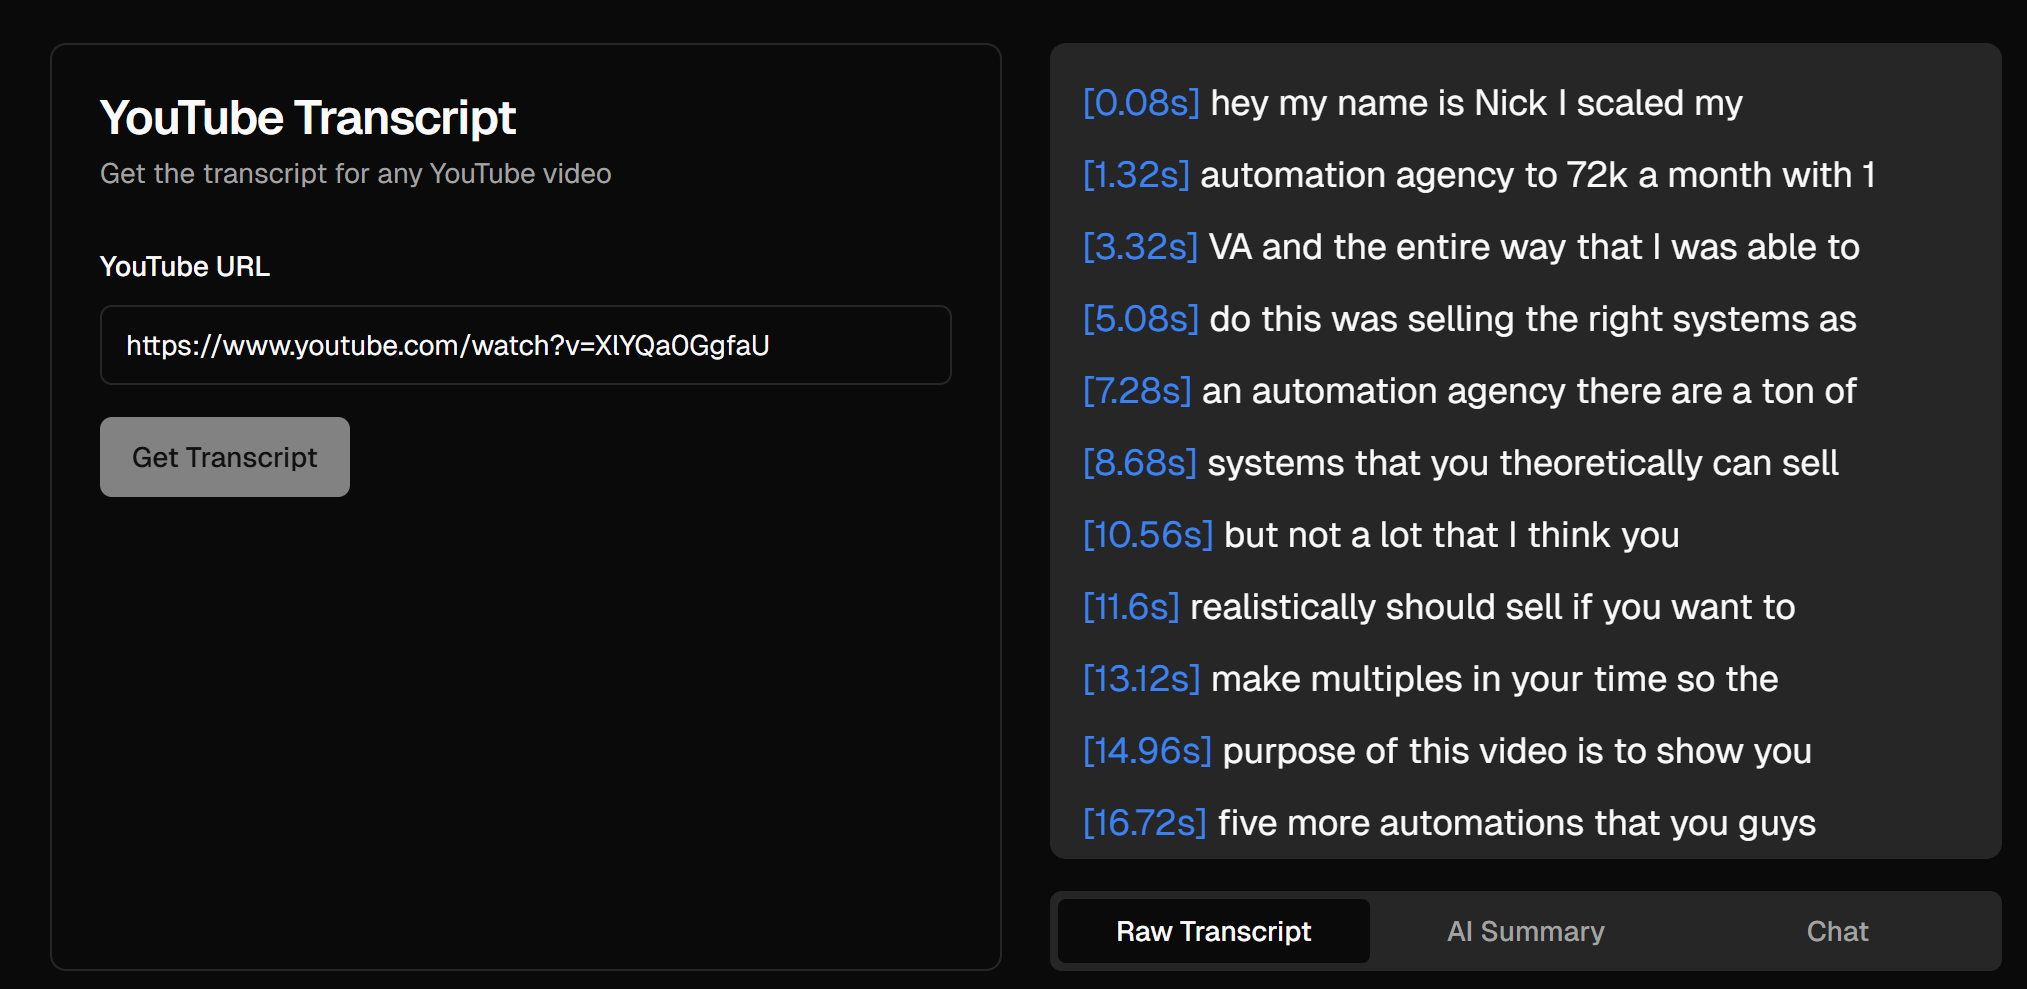 YouTube Transcript
Get the transcript for any YouTube video
YouTube URL
https://www.youtube.com/watch?v=XlYQa0GgfaU
Get Transcript
[0.08s] hey my name is Nick I scaled my
[1.32s] automation agency to 72k a month with 1
[3.32s] VA and the entire way that I was able to
[5.08s] do this was selling the right systems as
[7.28s] an automation agency there are a ton of
[8.68s] systems that you theoretically can sell
[10.56s] but not a lot that I think you
[11.6s] realistically should sell if you want to
[13.12s] make multiples in your time so the
[14.96s] purpose of this video is to show you
[16.72s] five more automations that you guys
Raw Transcript
AI Summary
Chat